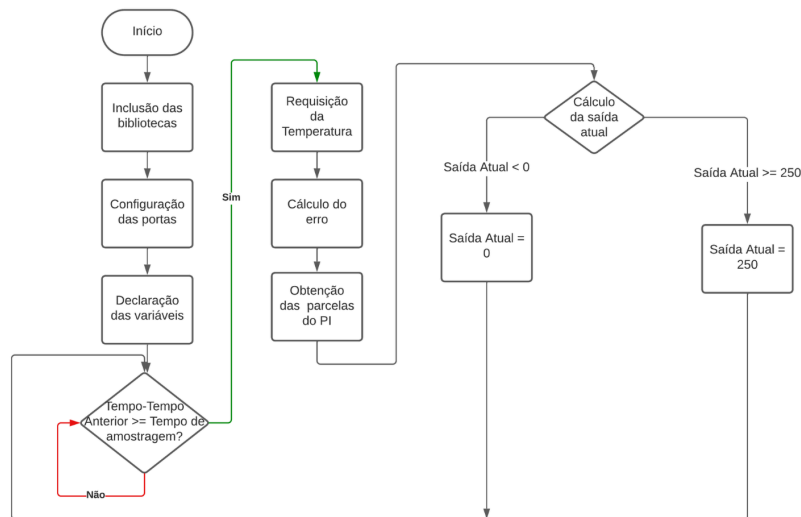 Início
Inclusão das
bibliotecas
Configuração
das portas
Declaração
das variáveis
Tempo-Tempo
Anterior >= Tempo de
amostragem?
Não
Sim
Requisição
da
Temperatura
Cálculo do
erro
Obtenção
das parcelas
do PI
Cálculo
da saída
atual
Saída Atual < 0
Saída Atual =
0
Saída Atual >= 250
Saída Atual =
250